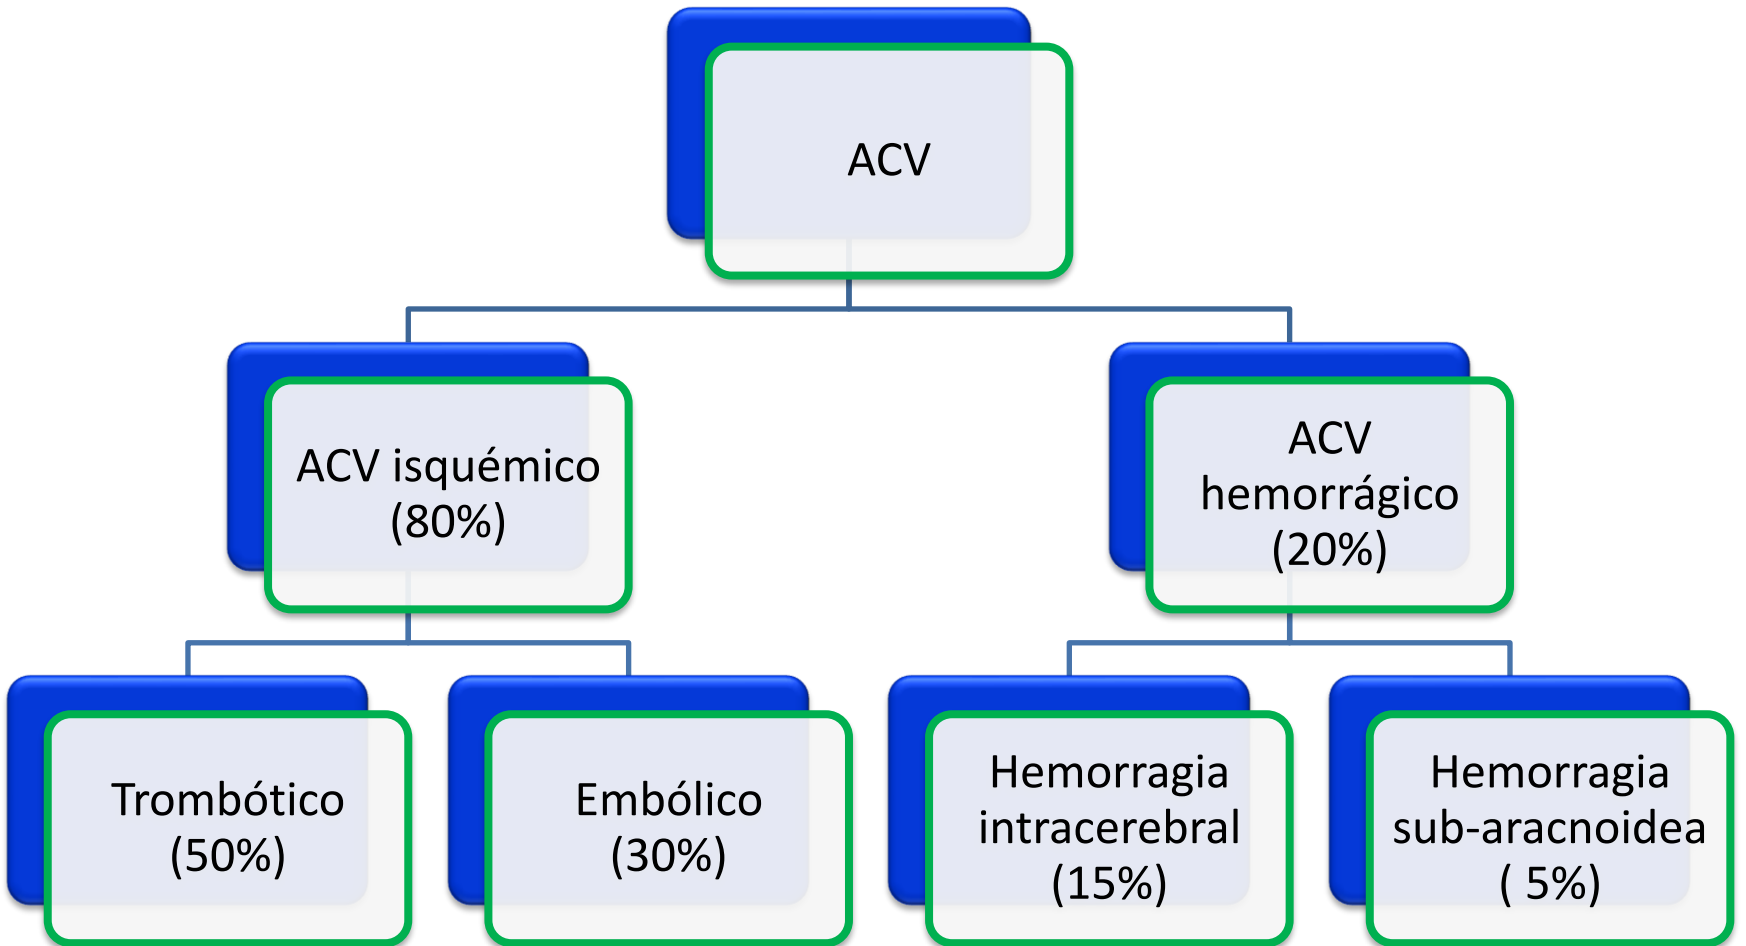 ACV
ACV isquémico
(80%)
ACV
hemorrágico
(20%)
Trombótico
(50%)
Embólico
(30%)
Hemorragia
intracerebral
(15%)
Hemorragia
sub-aracnoidea
( 5%)